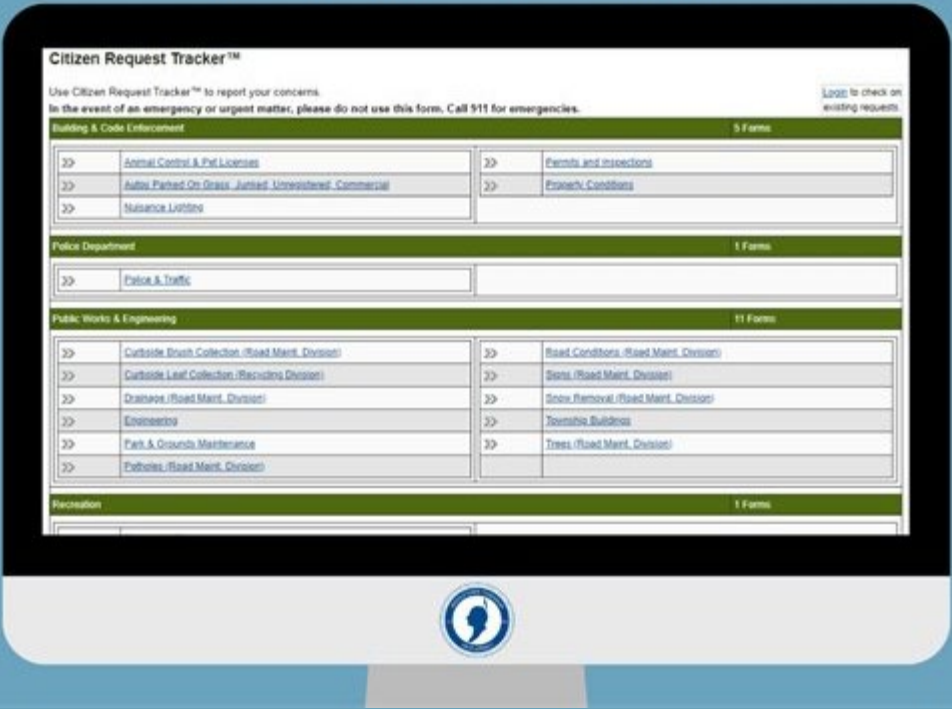 Citizen Request Tracker™
Use Citizen Request Tracker™ to report your concerns.
Login to check on
In the event of an emergency or urgent matter, please do not use this form. Call 911 for emergencies.
existing requests.
Building & Code Enforcement 5 Forms
>> Animal Control & Pet Licenses >> Permits and Inspections
>> Autos Parked On Grass, Junked, Unregistered, Commercial >> Property Conditions
>> Nuisance Lighting
Police Department 1 Forms
>> Police & Traffic
Public Works & Engineering 11 Forms
>> Curbside Brush Collection (Road Maint. Division) >> Road Conditions (Road Maint. Division)
>> Curbside Leaf Collection (Recycling Division) >> Signs (Road Maint. Division)
>> Drainage (Road Maint. Division) >> Snow Removal (Road Maint. Division)
>> Engineering >> Township Buildings
>> Park & Grounds Maintenance >> Trees (Road Maint. Division)
>> Potholes (Road Maint. Division)
Recreation 1 Forms